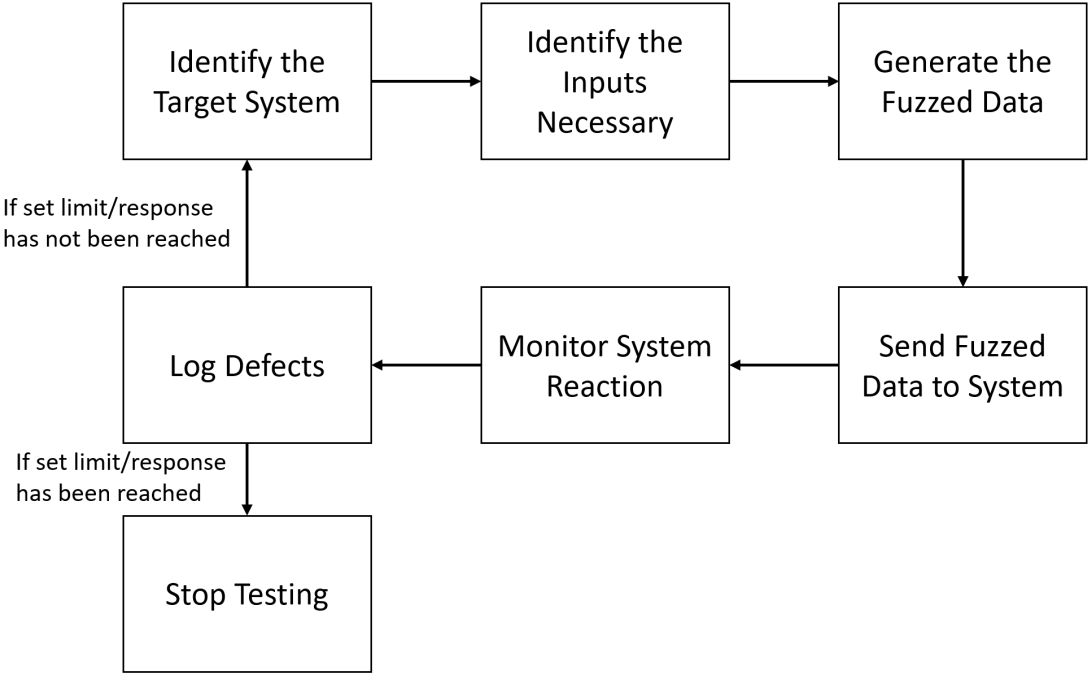 Identify the
Target System
Identify the
Inputs
Necessary
Generate the
Fuzzed Data
If set limit/response
has not been reached
Log Defects
Monitor System
Reaction
Send Fuzzed
Data to System
If set limit/response
has been reached
Stop Testing